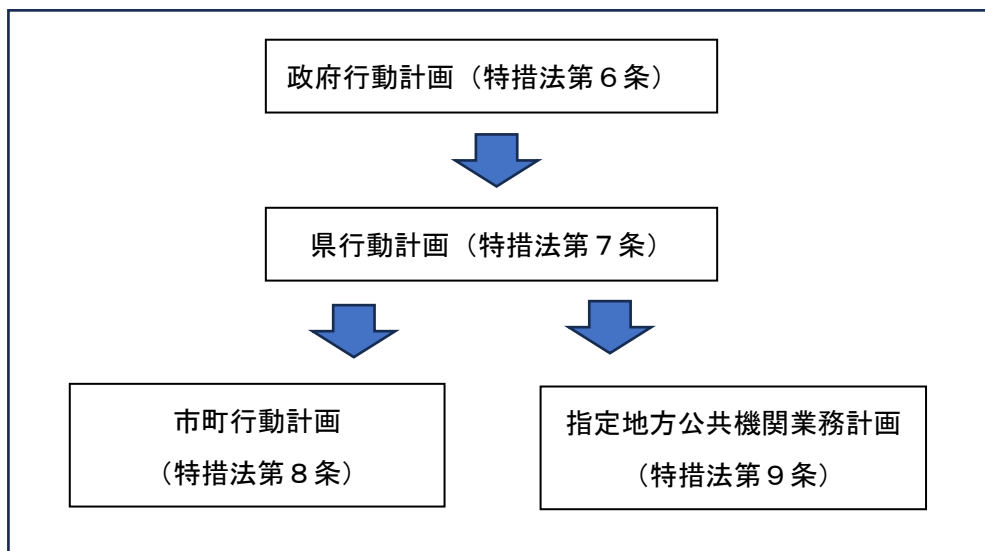 政府行動計画（特措法第６条）
県行動計画（特措法第７条）
市町行動計画
（特措法第８条）
指定地方公共機関業務計画
（特措法第９条）